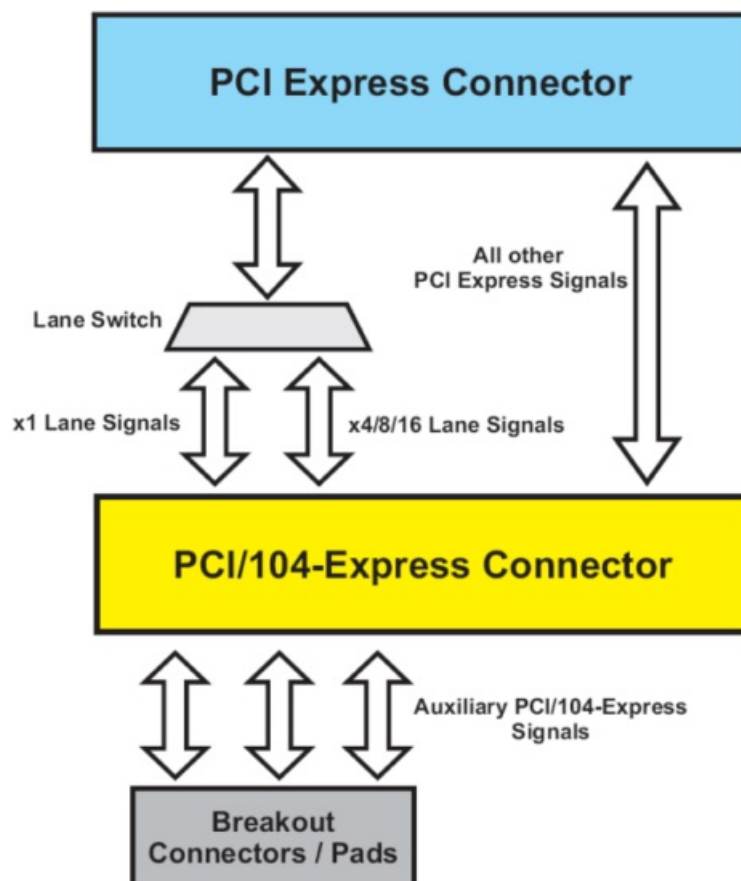 PCI Express Connector
All other
PCI Express Signals
Lane Switch
x1 Lane Signals
x4/8/16 Lane Signals
PCI/104-Express Connector
Auxiliary PCI/104-Express
Signals
Breakout
Connectors / Pads